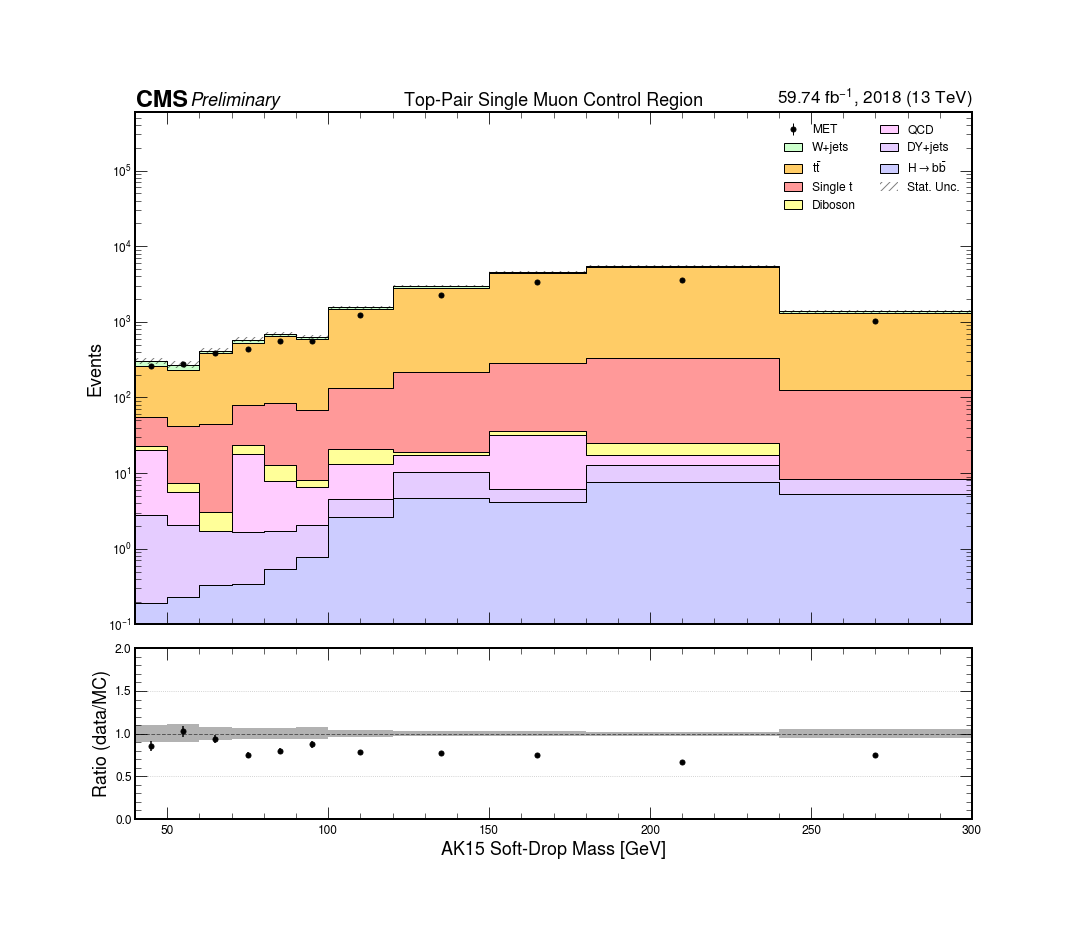 CMS Preliminary Top-Pair Single Muon Control Region 59.74 fb⁻¹, 2018 (13 TeV)
MET
W+jets
tt̄
Single t
Diboson
QCD
DY+jets
H→bb̄
Stat. Unc.
Events
10⁵
10⁴
10³
10²
10¹
10⁰
10⁻¹
Ratio (data/MC)
2.0
1.5
1.0
0.5
0.0
50 100 150 200 250 300
AK15 Soft-Drop Mass [GeV]